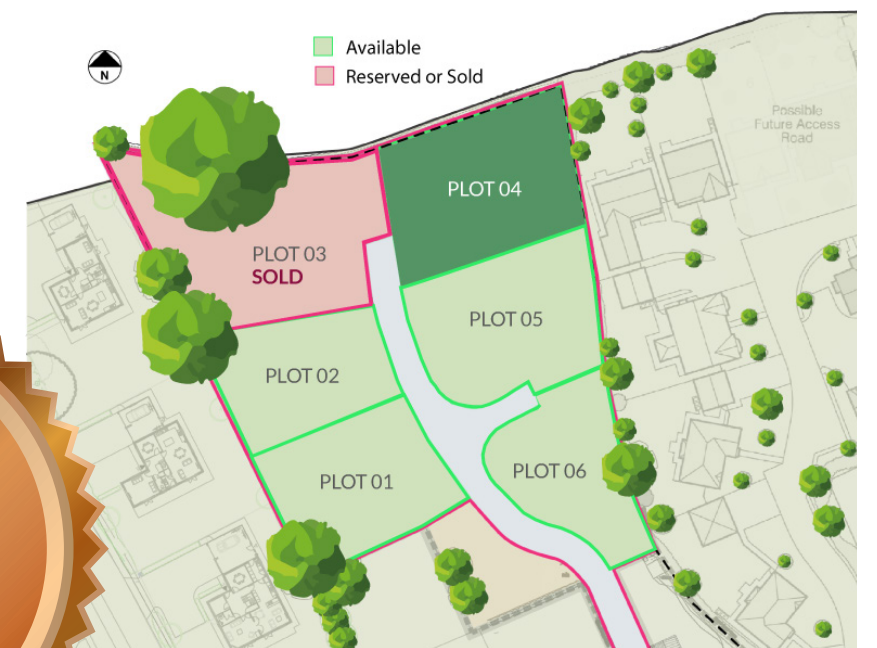 Available
Reserved or Sold
N
Possible
Future Access
Road
PLOT 04
PLOT 03
SOLD
PLOT 05
PLOT 02
PLOT 01
PLOT 06